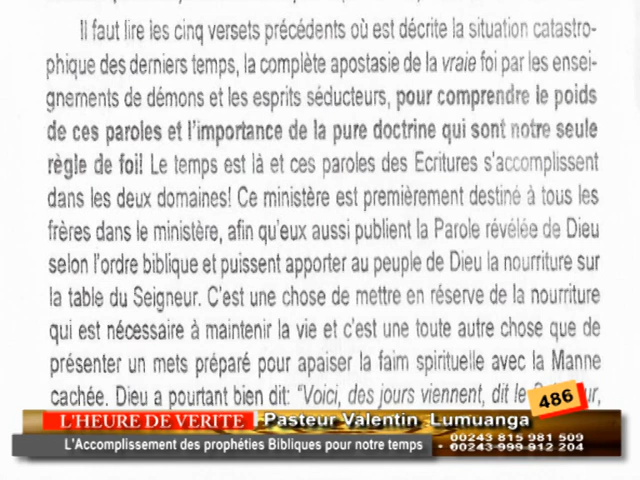 Il faut lire les cinq versets précédents où est décrite la situation catastro-
phique des derniers temps, la complète apostasie de la vraie foi par les ensei-
gnements de démons et les esprits séducteurs, pour comprendre le poids
de ces paroles et l'importance de la pure doctrine qui sont notre seule
règle de foi! Le temps est là et ces paroles des Ecritures s'accomplissent
dans les deux domaines! Ce ministère est premièrement destiné à tous les
frères dans le ministère, afin qu'eux aussi publient la Parole révélée de Dieu
selon l'ordre biblique et puissent apporter au peuple de Dieu la nourriture sur
la table du Seigneur. C'est une chose de mettre en réserve de la nourriture
qui est nécessaire à maintenir la vie et c'est une toute autre chose que de
présenter un mets préparé pour apaiser la faim spirituelle avec la Manne
cachée. Dieu a pourtant bien dit: "Voici, des jours viennent, dit le
486
L'HEURE DE VERITE Pasteur Valentin Lumuanga
L'Accomplissement des prophéties Bibliques pour notre temps
00243 815 981 509
• 00243 999 912 204